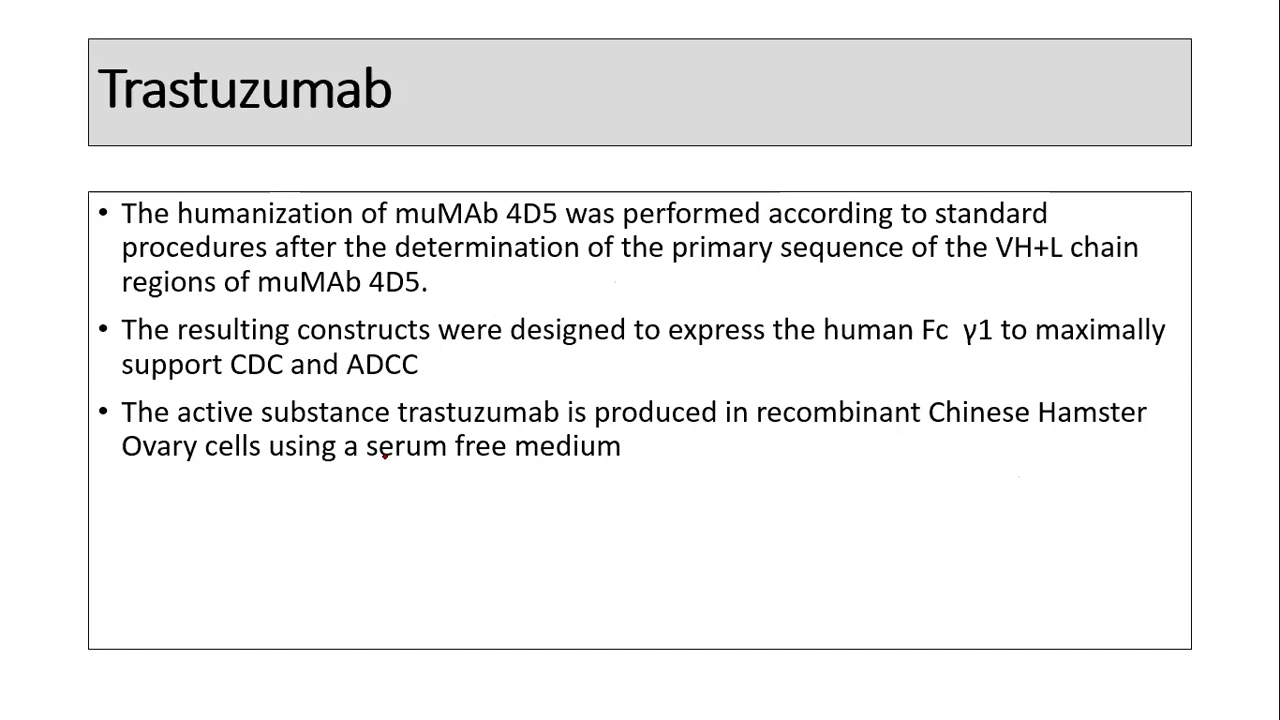 Trastuzumab
• The humanization of muMAb 4D5 was performed according to standard
procedures after the determination of the primary sequence of the VH+L chain
regions of muMAb 4D5.
• The resulting constructs were designed to express the human Fc  γ1 to maximally
support CDC and ADCC
• The active substance trastuzumab is produced in recombinant Chinese Hamster
Ovary cells using a serum free medium